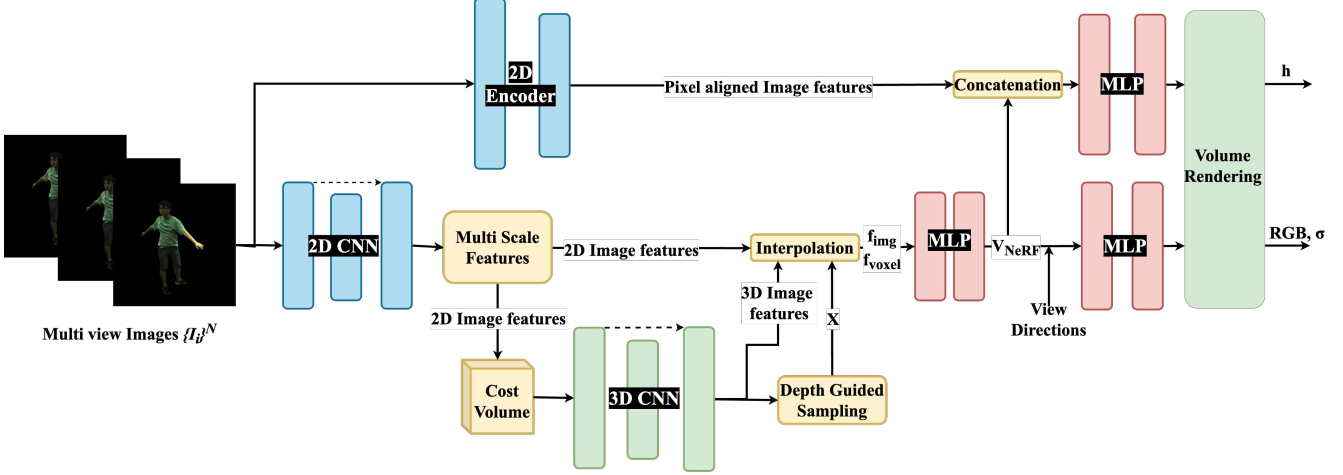 2D
Encoder
Pixel aligned Image features
Concatenation
MLP
h
Volume
Rendering
2D CNN
Multi Scale
Features
2D Image features
Interpolation
f_img
f_voxel
MLP
V_NeRF
MLP
RGB, σ
View
Directions
Multi view Images {I_i}^N
2D Image features
3D Image
features
X
Cost
Volume
3D CNN
Depth Guided
Sampling